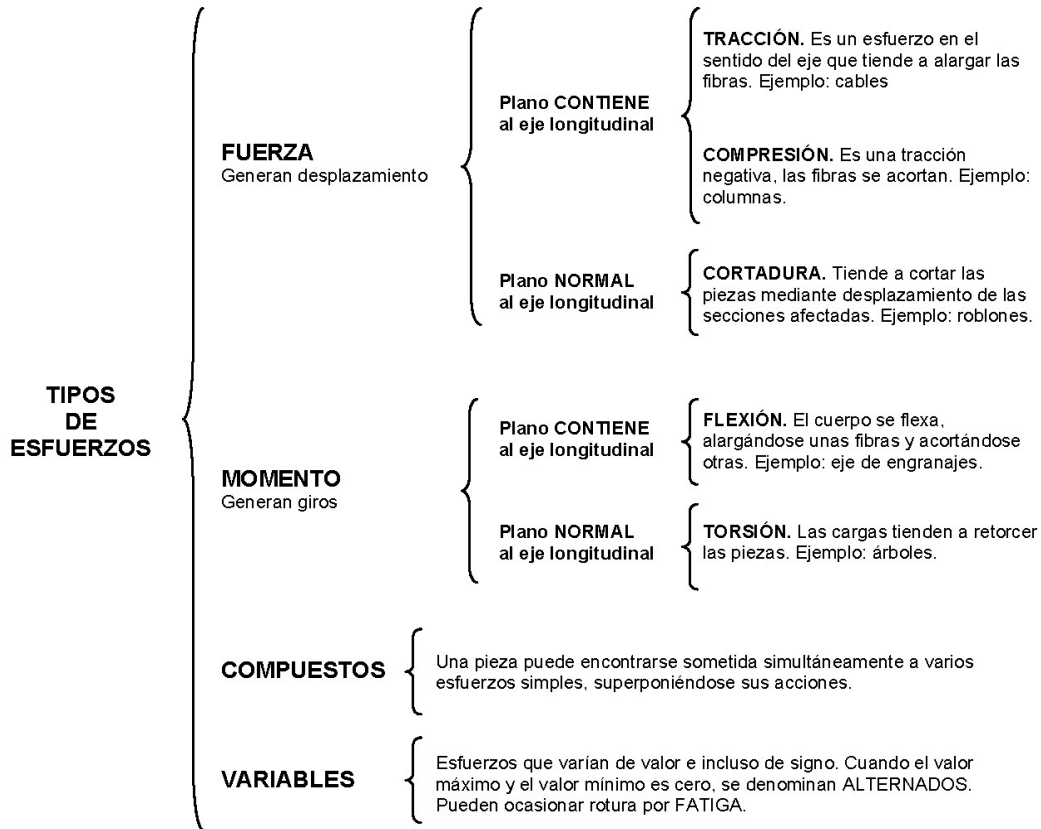 TIPOS
DE
ESFUERZOS
FUERZA
Generan desplazamiento
Plano CONTIENE
al eje longitudinal
TRACCIÓN. Es un esfuerzo en el
sentido del eje que tiende a alargar las
fibras. Ejemplo: cables
COMPRESIÓN. Es una tracción
negativa, las fibras se acortan. Ejemplo:
columnas.
Plano NORMAL
al eje longitudinal
CORTADURA. Tiende a cortar las
piezas mediante desplazamiento de las
secciones afectadas. Ejemplo: roblones.
MOMENTO
Generan giros
Plano CONTIENE
al eje longitudinal
FLEXIÓN. El cuerpo se flexa,
alargándose unas fibras y acortándose
otras. Ejemplo: eje de engranajes.
Plano NORMAL
al eje longitudinal
TORSIÓN. Las cargas tienden a retorcer
las piezas. Ejemplo: árboles.
COMPUESTOS
Una pieza puede encontrarse sometida simultáneamente a varios
esfuerzos simples, superponiéndose sus acciones.
VARIABLES
Esfuerzos que varían de valor e incluso de signo. Cuando el valor
máximo y el valor mínimo es cero, se denominan ALTERNADOS.
Pueden ocasionar rotura por FATIGA.